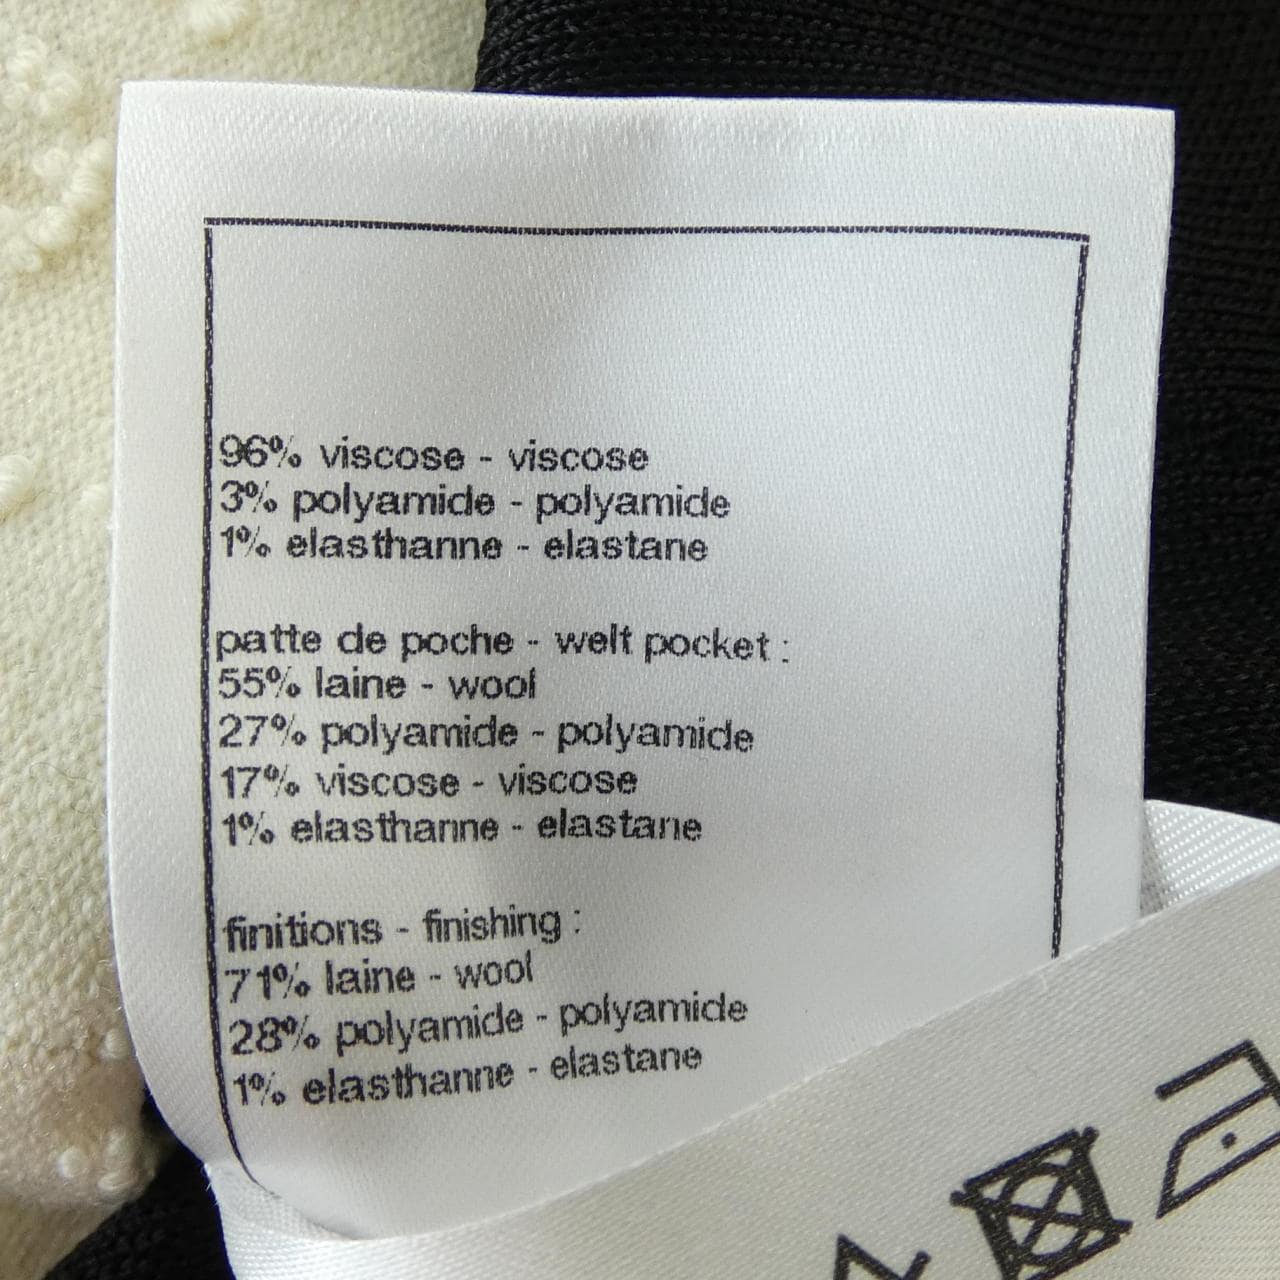 96% viscose - viscose
3% polyamide - polyamide
1% elasthanne - elastane
patte de poche - welt pocket :
55% laine - wool
27% polyamide - polyamide
17% viscose - viscose
1% elasthanne - elastane
finitions - finishing :
71% laine - wool
28% polyamide - polyamide
1% elasthanne - elastane